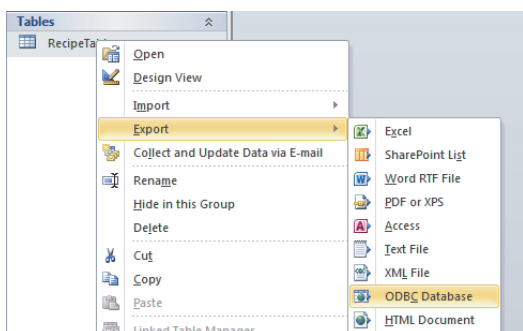 Tables
RecipeTa
Open
Design View
Import
Export
Collect and Update Data via E-mail
Rename
Hide in this Group
Delete
Cut
Copy
Paste
Linked Table Manager
Excel
SharePoint List
Word RTF File
PDF or XPS
Access
Text File
XML File
ODBC Database
HTML Document